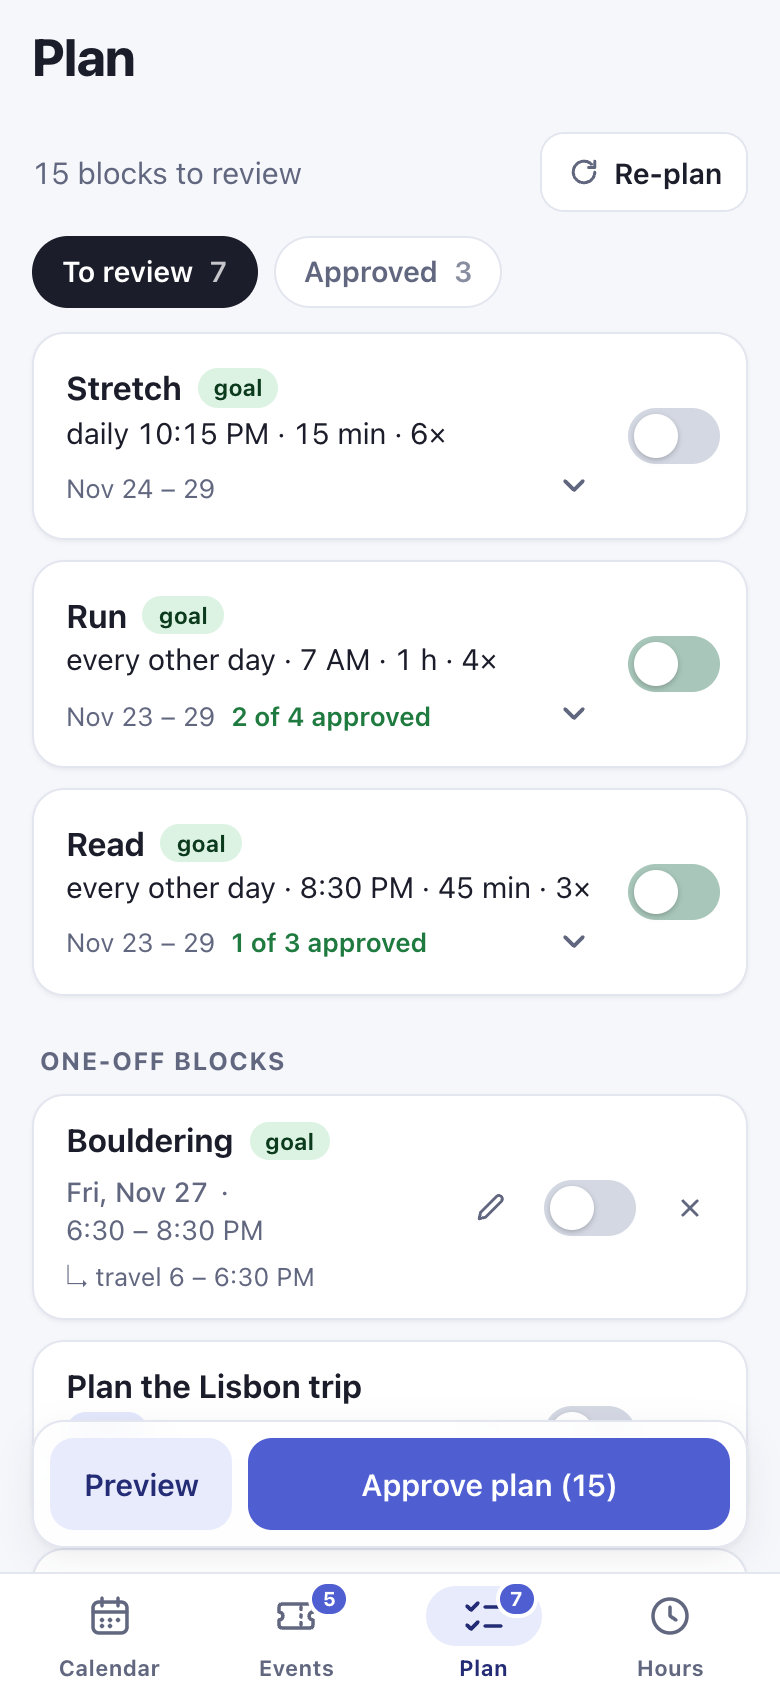 Plan
15 blocks to review
Re-plan
To review 7
Approved 3
Stretch goal
daily 10:15 PM · 15 min · 6×
Nov 24 – 29
Run goal
every other day · 7 AM · 1 h · 4×
Nov 23 – 29 2 of 4 approved
Read goal
every other day · 8:30 PM · 45 min · 3×
Nov 23 – 29 1 of 3 approved
ONE-OFF BLOCKS
Bouldering goal
Fri, Nov 27 ·
6:30 – 8:30 PM
travel 6 – 6:30 PM
Plan the Lisbon trip
Preview
Approve plan (15)
5
7
Calendar
Events
Plan
Hours